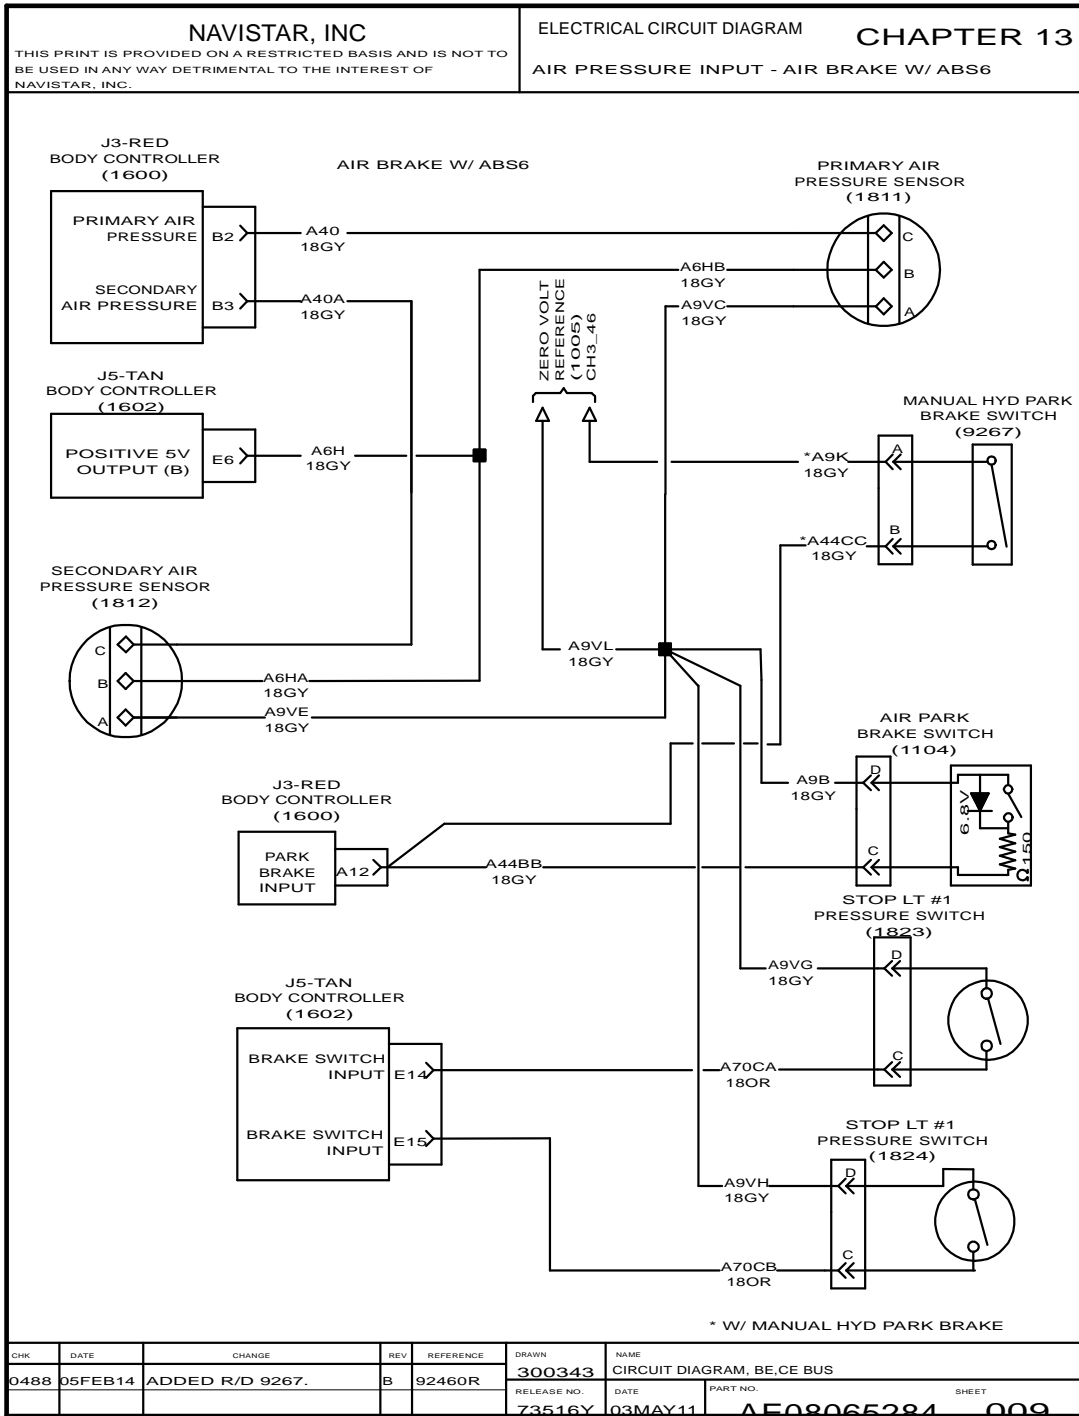 NAVISTAR, INC
THIS PRINT IS PROVIDED ON A RESTRICTED BASIS AND IS NOT TO
BE USED IN ANY WAY DETRIMENTAL TO THE INTEREST OF
NAVISTAR, INC.
ELECTRICAL CIRCUIT DIAGRAM
CHAPTER 13
AIR PRESSURE INPUT - AIR BRAKE W/ ABS6
J3-RED
BODY CONTROLLER
(1600)
AIR BRAKE W/ ABS6
PRIMARY AIR
PRESSURE SENSOR
(1811)
PRIMARY AIR
PRESSURE
B2
A40
18GY
C
SECONDARY
AIR PRESSURE
B3
A40A
18GY
A6HB
18GY
B
A9VC
18GY
A
ZERO VOLT
REFERENCE
(1005)
CH3_46
J5-TAN
BODY CONTROLLER
(1602)
POSITIVE 5V
OUTPUT (B)
E6
A6H
18GY
MANUAL HYD PARK
BRAKE SWITCH
(9267)
*A9K
18GY
A
*A44CC
18GY
B
SECONDARY AIR
PRESSURE SENSOR
(1812)
C
B
A
A6HA
18GY
A9VE
18GY
A9VL
18GY
AIR PARK
BRAKE SWITCH
(1104)
A9B
18GY
D
C
6.8V
Ω150
J3-RED
BODY CONTROLLER
(1600)
PARK
BRAKE
INPUT
A12
A44BB
18GY
STOP LT #1
PRESSURE SWITCH
(1823)
A9VG
18GY
D
C
J5-TAN
BODY CONTROLLER
(1602)
BRAKE SWITCH
INPUT
E14
A70CA
18OR
BRAKE SWITCH
INPUT
E15
STOP LT #1
PRESSURE SWITCH
(1824)
A9VH
18GY
D
A70CB
18OR
C
* W/ MANUAL HYD PARK BRAKE
CHK DATE CHANGE REV REFERENCE
0488 05FEB14 ADDED R/D 9267. B 92460R
DRAWN
300343
NAME
CIRCUIT DIAGRAM, BE,CE BUS
RELEASE NO.
73516Y
DATE
03MAY11
PART NO.
AE08065284
SHEET
009